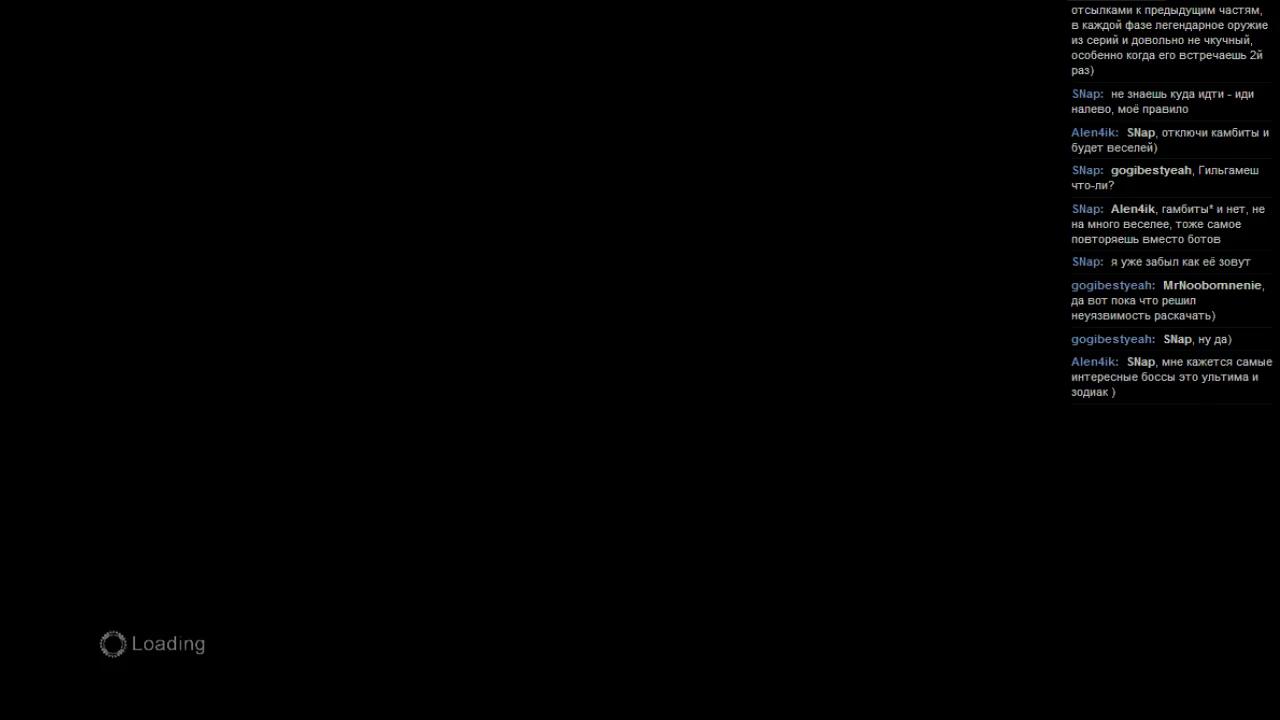 отсылками к предыдущим частям,
в каждой фазе легендарное оружие
из серий и довольно не чкучный,
особенно когда его встречаешь 2й
раз)
SNap: не знаешь куда идти - иди
налево, моё правило
Alen4ik: SNap, отключи камбиты и
будет веселей)
SNap: gogibestyeah, Гильгамеш
что-ли?
SNap: Alen4ik, гамбиты* и нет, не
на много веселее, тоже самое
повторяешь вместо ботов
SNap: я уже забыл как её зовут
gogibestyeah: MrNoobomnenie,
да вот пока что решил
неуязвимость раскачать)
gogibestyeah: SNap, ну да)
Alen4ik: SNap, мне кажется самые
интересные боссы это ультима и
зодиак )
Loading